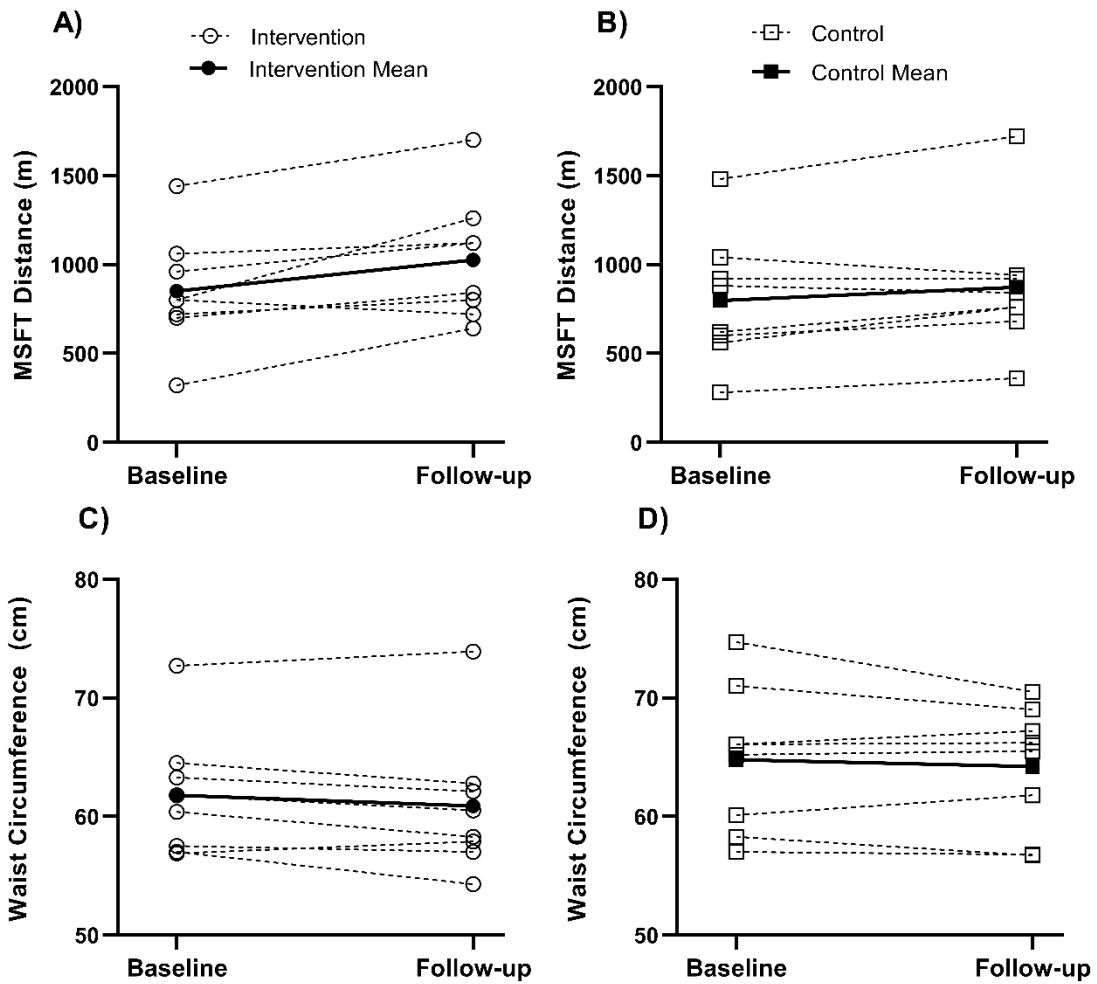 A)
Intervention
Intervention Mean
MSFT Distance (m)
2000
1500
1000
500
0
Baseline
Follow-up
B)
Control
Control Mean
MSFT Distance (m)
2000
1500
1000
500
0
Baseline
Follow-up
C)
Waist Circumference (cm)
80
70
60
50
Baseline
Follow-up
D)
Waist Circumference (cm)
80
70
60
50
Baseline
Follow-up